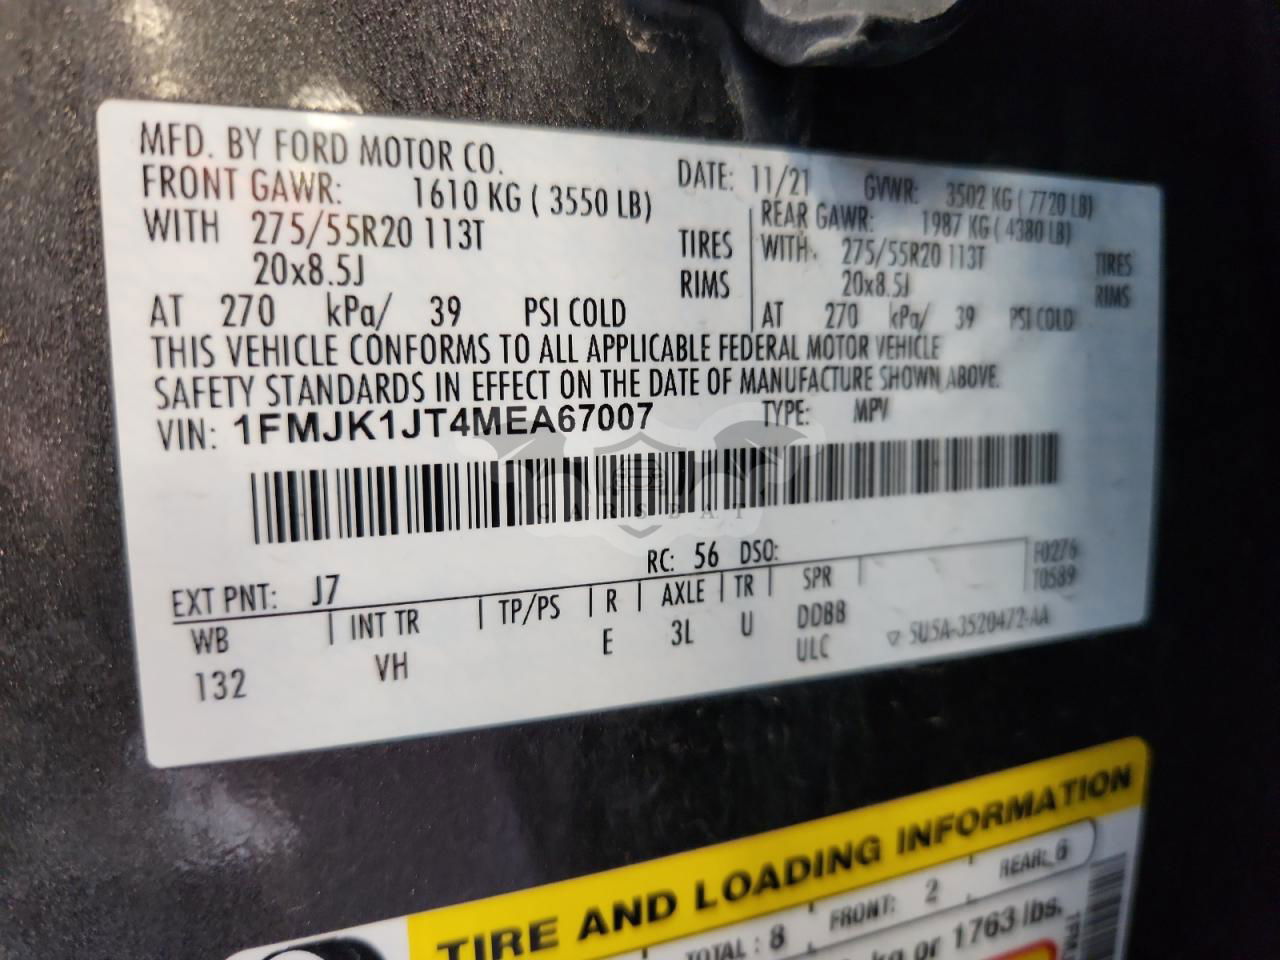 MFD. BY FORD MOTOR CO.
DATE: 11/21 GVWR: 3502 KG ( 7720 LB)
FRONT GAWR: 1610 KG ( 3550 LB)
REAR GAWR: 1987 KG ( 4380 LB)
WITH 275/55R20 113T TIRES
WITH 275/55R20 113T TIRES
20x8.5J RIMS
20x8.5J RIMS
AT 270 kPa/ 39 PSI COLD
AT 270 kPa/ 39 PSI COLD
THIS VEHICLE CONFORMS TO ALL APPLICABLE FEDERAL MOTOR VEHICLE
SAFETY STANDARDS IN EFFECT ON THE DATE OF MANUFACTURE SHOWN ABOVE.
VIN: 1FMJK1JT4MEA67007 TYPE: MPV
EXT PNT: J7 RC: 56 DSO:
F0276
T0589
WB INT TR TP/PS R AXLE TR SPR
132 VH E 3L U DDBB
ULC
5U5A-3520472-AA
TIRE AND LOADING INFORMATION
TOTAL : 8 FRONT: 2 REAR: 6
kg or 1763 lbs.